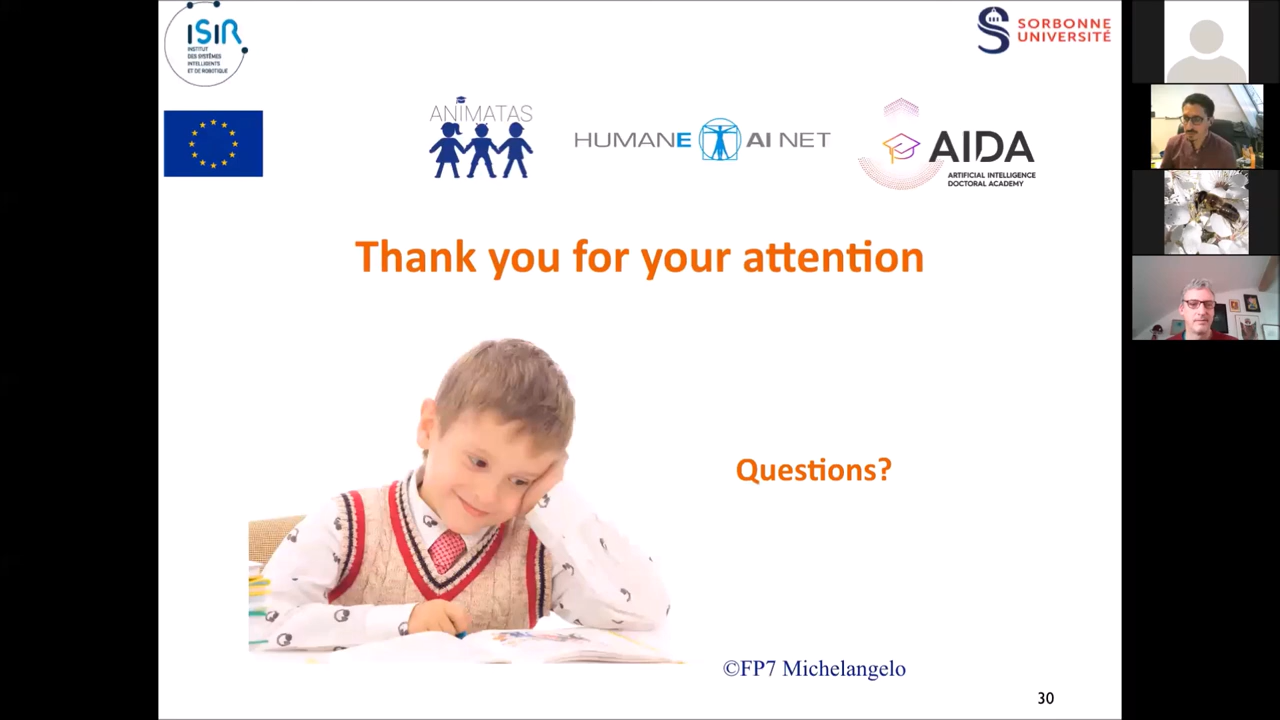 ISIR
INSTITUT
DES SYSTÈMES
INTELLIGENTS
ET DE ROBOTIQUE
SORBONNE
UNIVERSITÉ
ANIMATAS
HUMANE AI NET
AIDA
ARTIFICIAL INTELLIGENCE
DOCTORAL ACADEMY
Thank you for your attention
Questions?
©FP7 Michelangelo
30